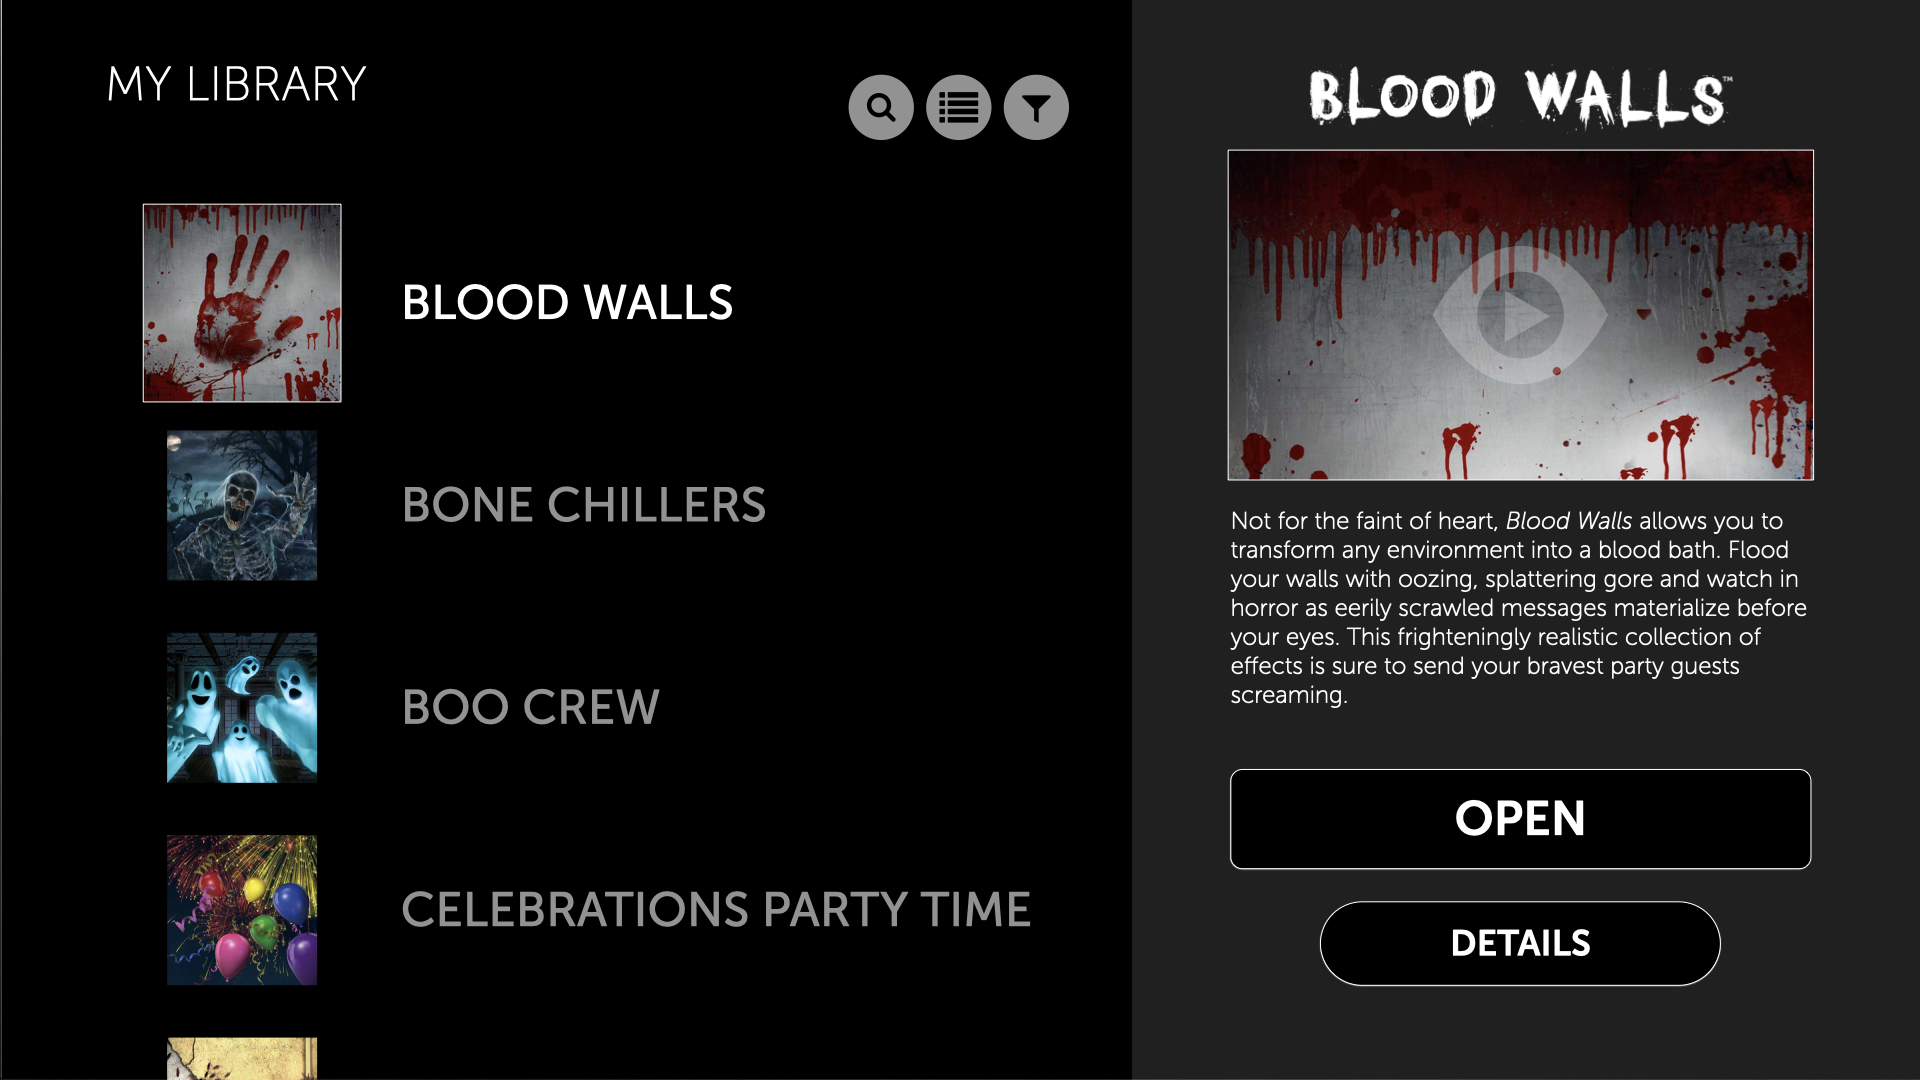 MY LIBRARY
BLOOD WALLS
BONE CHILLERS
BOO CREW
CELEBRATIONS PARTY TIME
BLOOD WALLS™
Not for the faint of heart, Blood Walls allows you to
transform any environment into a blood bath. Flood
your walls with oozing, splattering gore and watch in
horror as eerily scrawled messages materialize before
your eyes. This frighteningly realistic collection of
effects is sure to send your bravest party guests
screaming.
OPEN
DETAILS